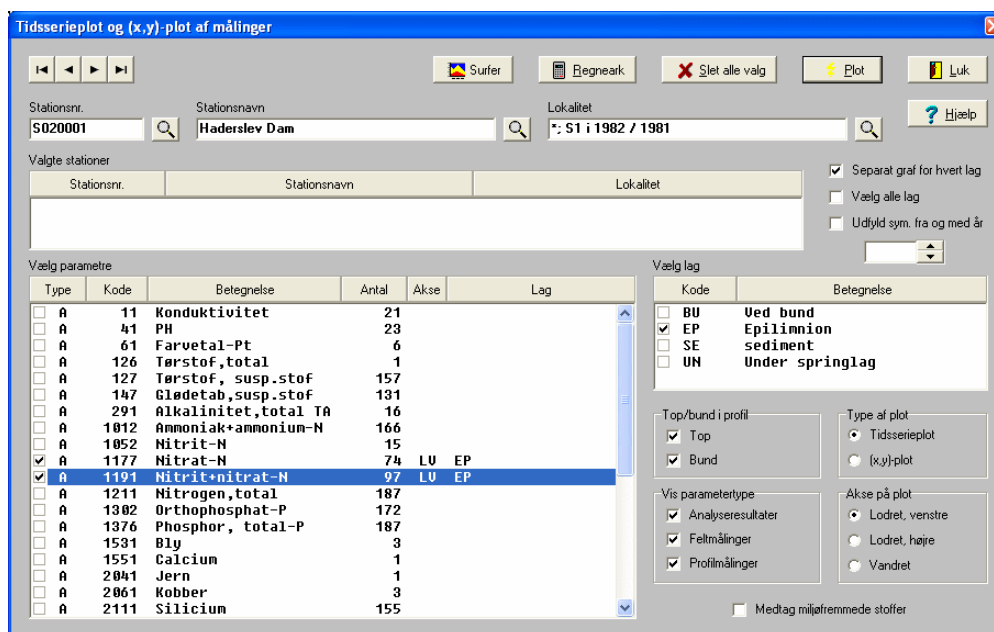 Tidsserieplot og (x,y)-plot af målinger
Surfer Regneark Slet alle valg Plot Luk
Stationsnr. Stationsnavn Lokalitet Hjælp
S020001 Haderslev Dam *; S1 i 1982 / 1981
Valgte stationer
Stationsnr. Stationsnavn Lokalitet
Separat graf for hvert lag
Vælg alle lag
Udfyld sym. fra og med år
Vælg parametre
Type Kode Betegnelse Antal Akse Lag
A 11 Konduktivitet 21
A 41 PH 23
A 61 Farvetal-Pt 6
A 126 Tørstof,total 1
A 127 Tørstof, susp.stof 157
A 147 Glødetab,susp.stof 131
A 291 Alkalinitet,total TA 16
A 1012 Ammoniak+ammonium-N 166
A 1052 Nitrit-N 15
A 1177 Nitrat-N 74 LV EP
A 1191 Nitrit+nitrat-N 97 LV EP
A 1211 Nitrogen,total 187
A 1302 Orthophosphat-P 172
A 1376 Phosphor, total-P 187
A 1531 Bly 3
A 1551 Calcium 1
A 2041 Jern 1
A 2061 Kobber 3
A 2111 Silicium 155
Vælg lag
Kode Betegnelse
BU Ved bund
EP Epilimnion
SE sediment
UN Under springlag
Top/bund i profil
Top
Bund
Type af plot
Tidsserieplot
(x,y)-plot
Vis parametertype
Analyseresultater
Feltmålinger
Profilmålinger
Akse på plot
Lodret, venstre
Lodret, højre
Vandret
Medtag miljøfremmede stoffer